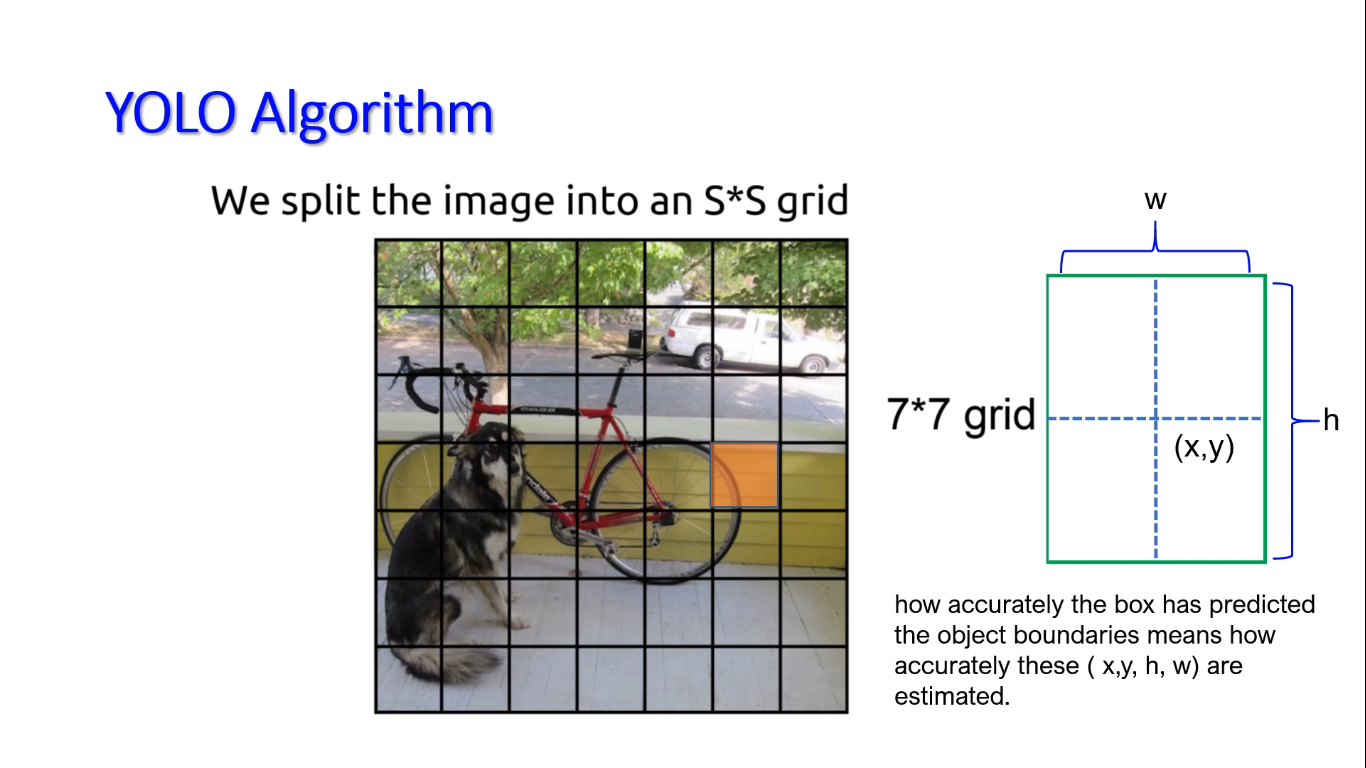 YOLO Algorithm
We split the image into an S*S grid
w
7*7 grid
h
(x,y)
how accurately the box has predicted
the object boundaries means how
accurately these ( x,y, h, w) are
estimated.